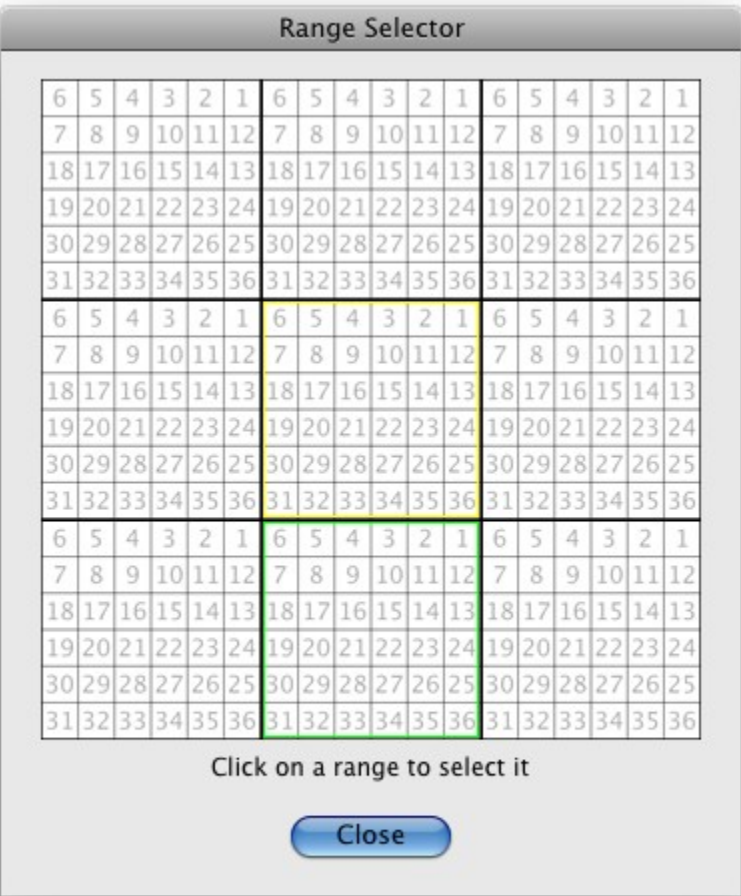 Range Selector
6 5 4 3 2 1 6 5 4 3 2 1 6 5 4 3 2 1
7 8 9 10 11 12 7 8 9 10 11 12 7 8 9 10 11 12
18 17 16 15 14 13 18 17 16 15 14 13 18 17 16 15 14 13
19 20 21 22 23 24 19 20 21 22 23 24 19 20 21 22 23 24
30 29 28 27 26 25 30 29 28 27 26 25 30 29 28 27 26 25
31 32 33 34 35 36 31 32 33 34 35 36 31 32 33 34 35 36
6 5 4 3 2 1 6 5 4 3 2 1 6 5 4 3 2 1
7 8 9 10 11 12 7 8 9 10 11 12 7 8 9 10 11 12
18 17 16 15 14 13 18 17 16 15 14 13 18 17 16 15 14 13
19 20 21 22 23 24 19 20 21 22 23 24 19 20 21 22 23 24
30 29 28 27 26 25 30 29 28 27 26 25 30 29 28 27 26 25
31 32 33 34 35 36 31 32 33 34 35 36 31 32 33 34 35 36
6 5 4 3 2 1 6 5 4 3 2 1 6 5 4 3 2 1
7 8 9 10 11 12 7 8 9 10 11 12 7 8 9 10 11 12
18 17 16 15 14 13 18 17 16 15 14 13 18 17 16 15 14 13
19 20 21 22 23 24 19 20 21 22 23 24 19 20 21 22 23 24
30 29 28 27 26 25 30 29 28 27 26 25 30 29 28 27 26 25
31 32 33 34 35 36 31 32 33 34 35 36 31 32 33 34 35 36
Click on a range to select it
Close